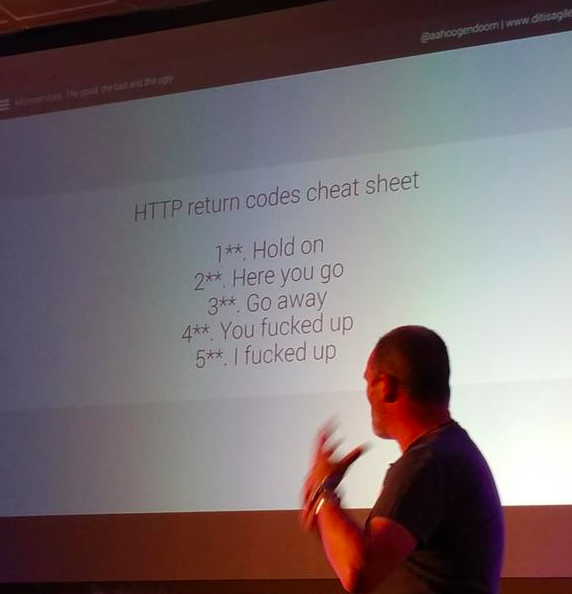 @aahoogendoorn | www.ditisagile
Microservices. The good, the bad and the ugly
HTTP return codes cheat sheet
1**. Hold on
2**. Here you go
3**. Go away
4**. You fucked up
5**. I fucked up